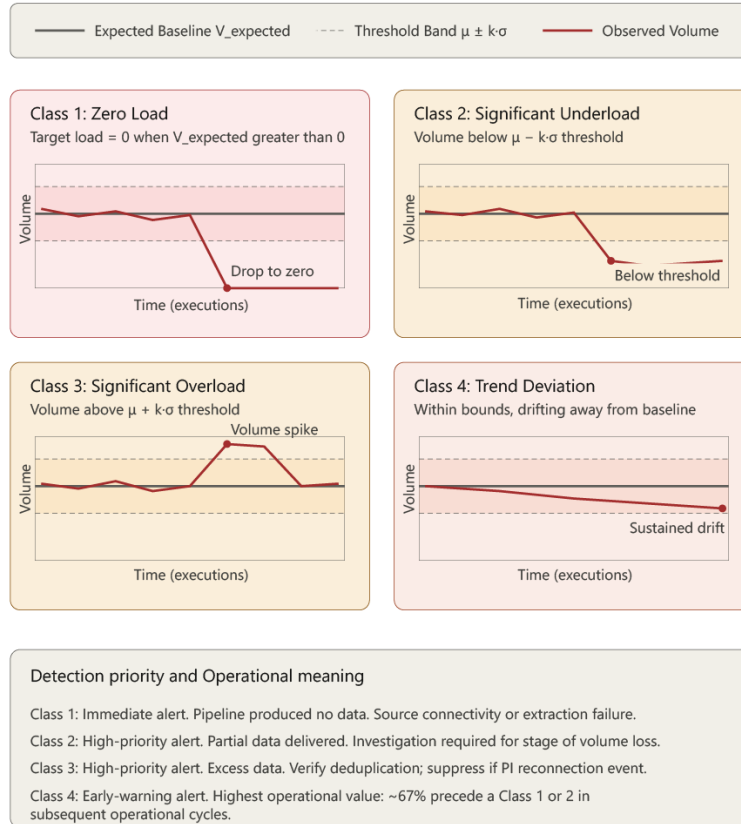 Expected Baseline V_expected
Threshold Band μ ± k·σ
Observed Volume
Class 1: Zero Load
Target load = 0 when V_expected greater than 0
Volume
Drop to zero
Time (executions)
Class 2: Significant Underload
Volume below μ − k·σ threshold
Volume
Below threshold
Time (executions)
Class 3: Significant Overload
Volume above μ + k·σ threshold
Volume spike
Volume
Time (executions)
Class 4: Trend Deviation
Within bounds, drifting away from baseline
Volume
Sustained drift
Time (executions)
Detection priority and Operational meaning
Class 1: Immediate alert. Pipeline produced no data. Source connectivity or extraction failure.
Class 2: High-priority alert. Partial data delivered. Investigation required for stage of volume loss.
Class 3: High-priority alert. Excess data. Verify deduplication; suppress if PI reconnection event.
Class 4: Early-warning alert. Highest operational value: ~67% precede a Class 1 or 2 in
subsequent operational cycles.